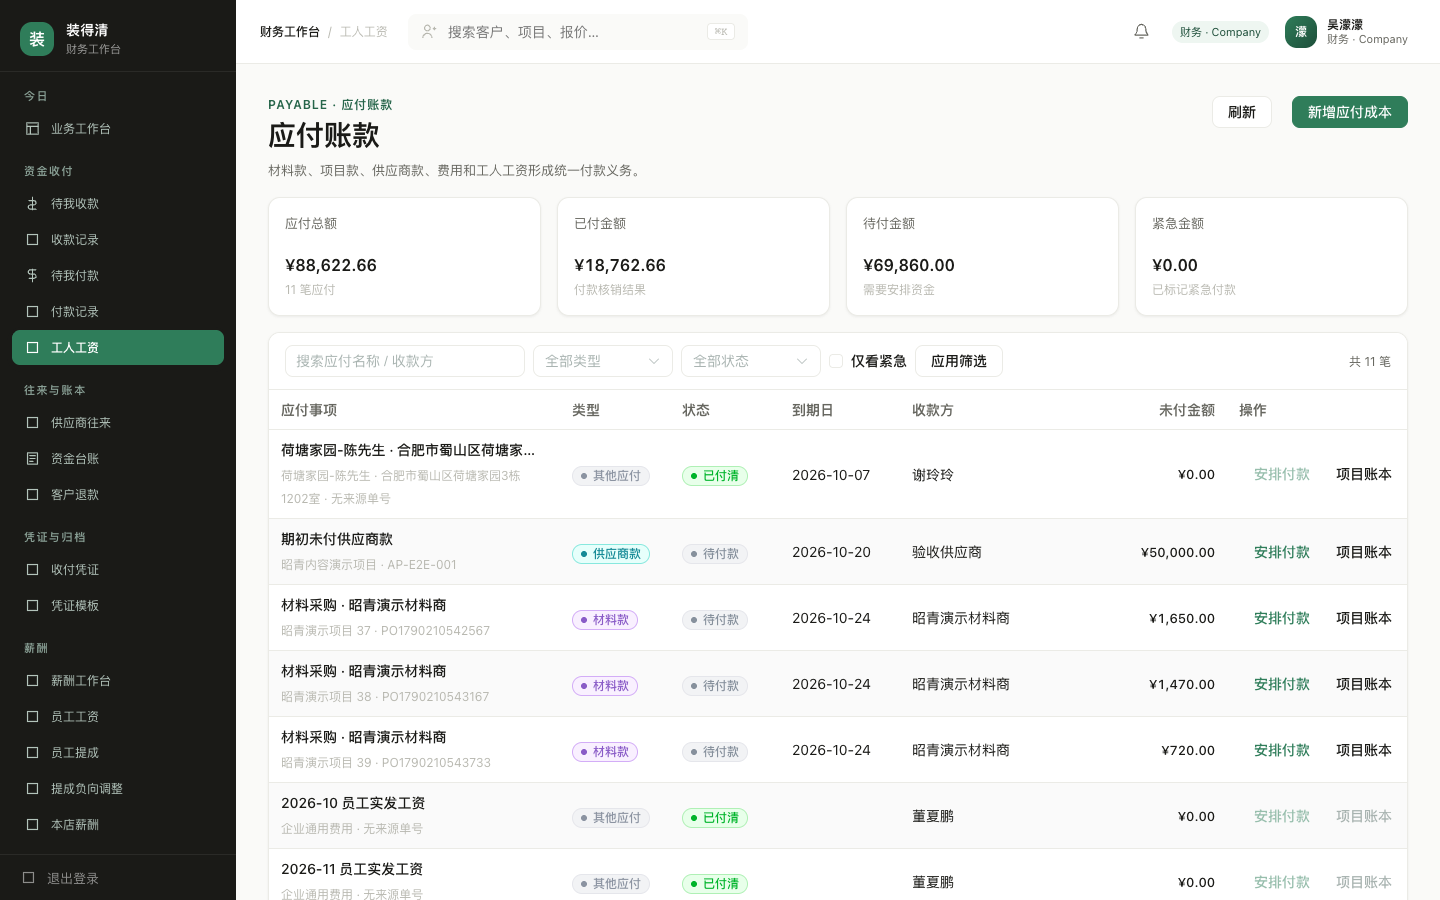 装
装得清
财务工作台
今日
业务工作台
资金收付
待我收款
收款记录
待我付款
付款记录
工人工资
往来与账本
供应商往来
资金台账
客户退款
凭证与归档
收付凭证
凭证模板
薪酬
薪酬工作台
员工工资
员工提成
提成负向调整
本店薪酬
退出登录
财务工作台 / 工人工资
搜索客户、项目、报价...
⌘K
财务 · Company
濛
吴濛濛
财务 · Company
PAYABLE · 应付账款
应付账款
材料款、项目款、供应商款、费用和工人工资形成统一付款义务。
刷新
新增应付成本
应付总额
¥88,622.66
11 笔应付
已付金额
¥18,762.66
付款核销结果
待付金额
¥69,860.00
需要安排资金
紧急金额
¥0.00
已标记紧急付款
搜索应付名称 / 收款方
全部类型
全部状态
仅看紧急
应用筛选
共 11 笔
应付事项 类型 状态 到期日 收款方 未付金额 操作
荷塘家园-陈先生 · 合肥市蜀山区荷塘家...
荷塘家园-陈先生 · 合肥市蜀山区荷塘家园3栋
1202室 · 无来源单号
其他应付 已付清 2026-10-07 谢玲玲 ¥0.00 安排付款 项目账本
期初未付供应商款
昭青内容演示项目 · AP-E2E-001
供应商款 待付款 2026-10-20 验收供应商 ¥50,000.00 安排付款 项目账本
材料采购 · 昭青演示材料商
昭青演示项目 37 · PO1790210542567
材料款 待付款 2026-10-24 昭青演示材料商 ¥1,650.00 安排付款 项目账本
材料采购 · 昭青演示材料商
昭青演示项目 38 · PO1790210543167
材料款 待付款 2026-10-24 昭青演示材料商 ¥1,470.00 安排付款 项目账本
材料采购 · 昭青演示材料商
昭青演示项目 39 · PO1790210543733
材料款 待付款 2026-10-24 昭青演示材料商 ¥720.00 安排付款 项目账本
2026-10 员工实发工资
企业通用费用 · 无来源单号
其他应付 已付清 董夏鹏 ¥0.00 安排付款 项目账本
2026-11 员工实发工资
企业通用费用 · 无来源单号
其他应付 已付清 董夏鹏 ¥0.00 安排付款 项目账本